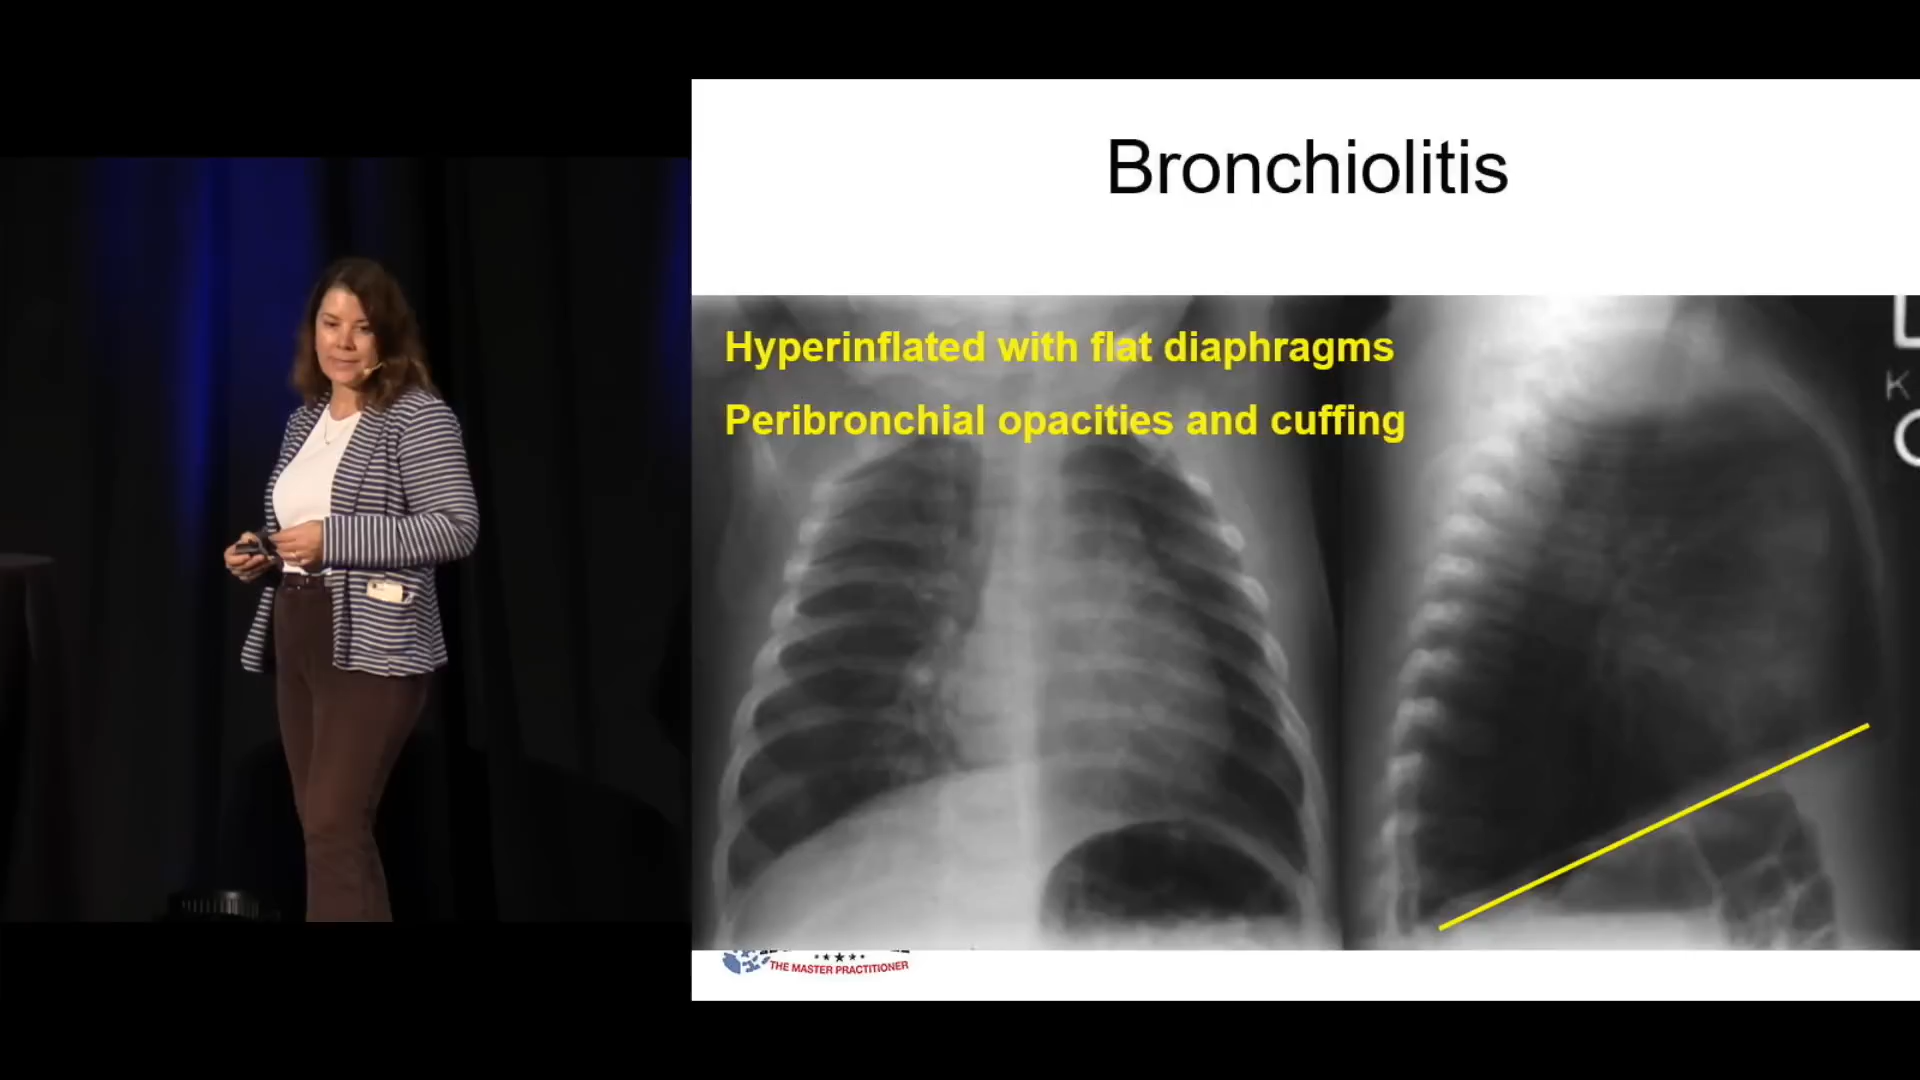 Bronchiolitis
Hyperinflated with flat diaphragms
Peribronchial opacities and cuffing
K
THE MASTER PRACTITIONER